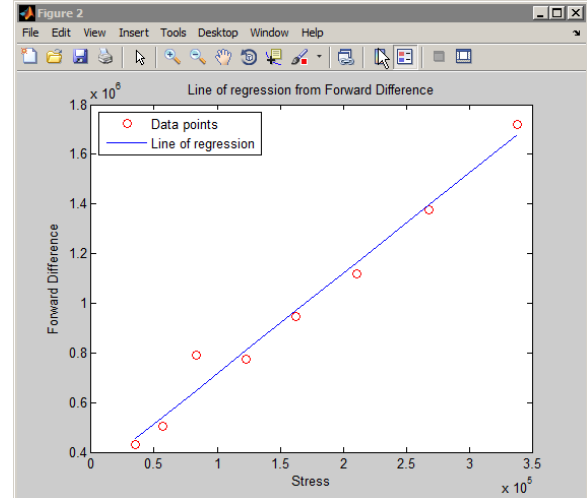 Figure 2
File Edit View Insert Tools Desktop Window Help
x 10^6
Line of regression from Forward Difference
1.8
Data points
Line of regression
1.6
1.4
1.2
1
0.8
0.6
0.4
Forward Difference
0 0.5 1 1.5 2 2.5 3 3.5
Stress
x 10^5